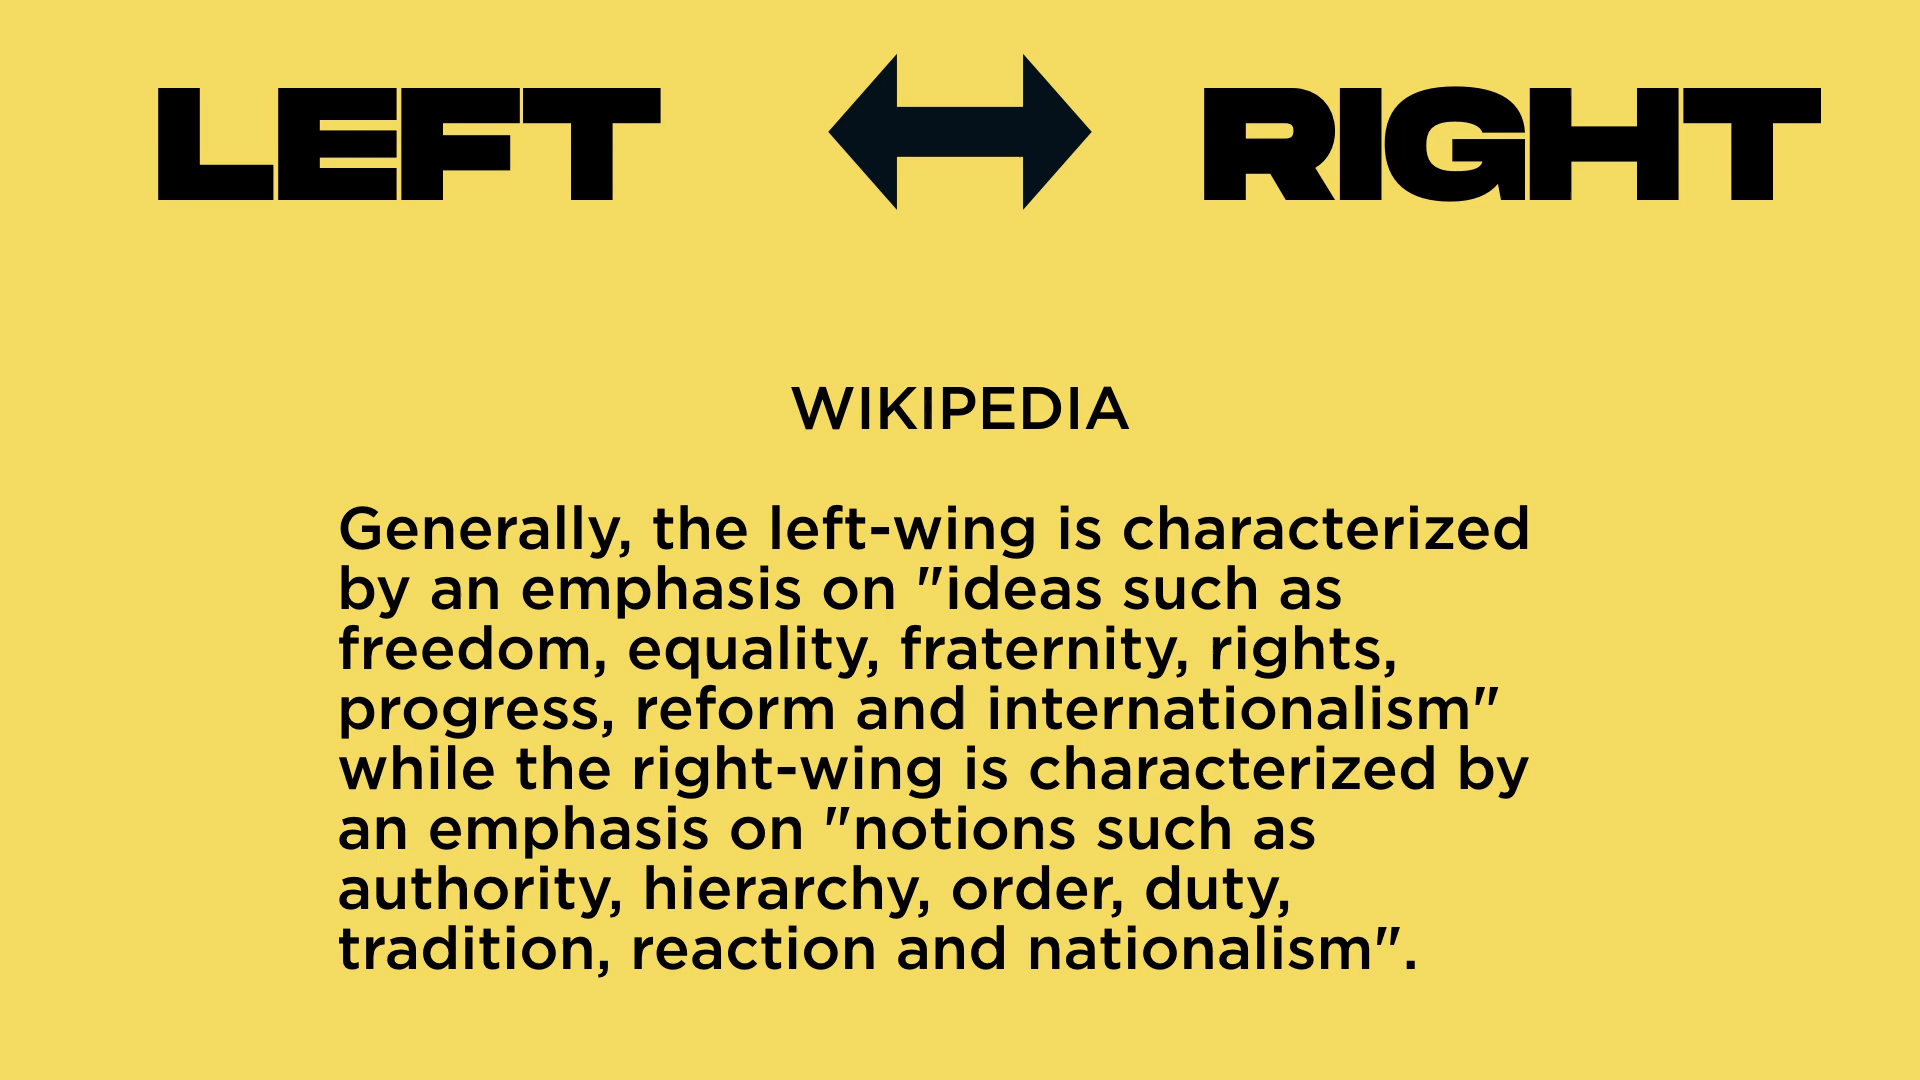 LEFT RIGHT
WIKIPEDIA
Generally, the left-wing is characterized
by an emphasis on "ideas such as
freedom, equality, fraternity, rights,
progress, reform and internationalism"
while the right-wing is characterized by
an emphasis on "notions such as
authority, hierarchy, order, duty,
tradition, reaction and nationalism".